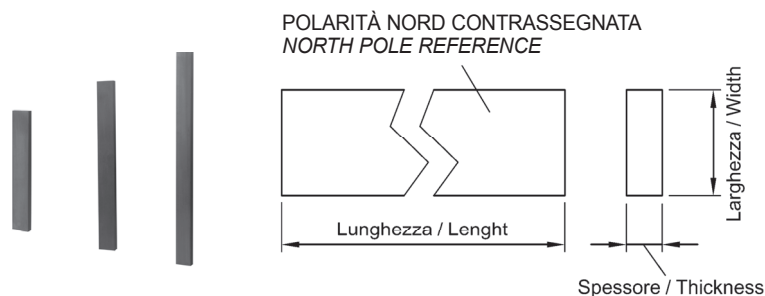 POLARITÀ NORD CONTRASSEGNATA
NORTH POLE REFERENCE
Larghezza / Width
Lunghezza / Lenght
Spessore / Thickness